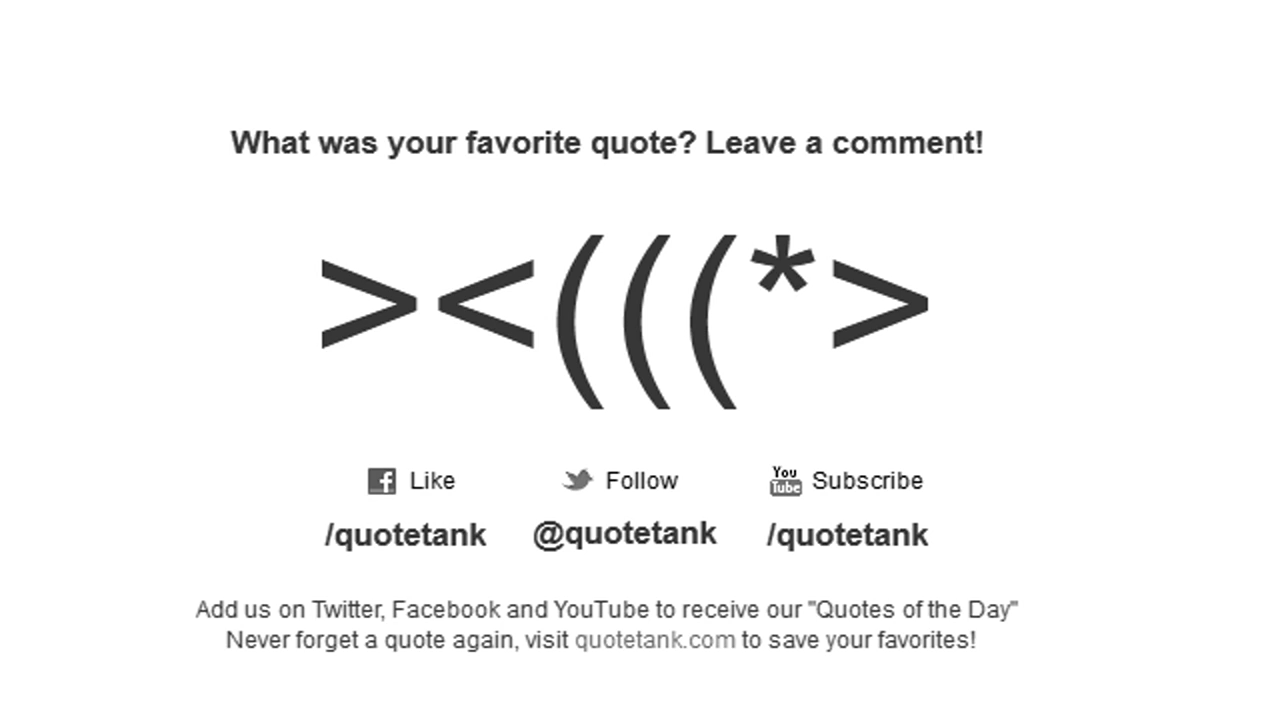 What was your favorite quote? Leave a comment!
><(((*>
Like Follow You Tube Subscribe
/quotetank @quotetank /quotetank
Add us on Twitter, Facebook and YouTube to receive our "Quotes of the Day"
Never forget a quote again, visit quotetank.com to save your favorites!